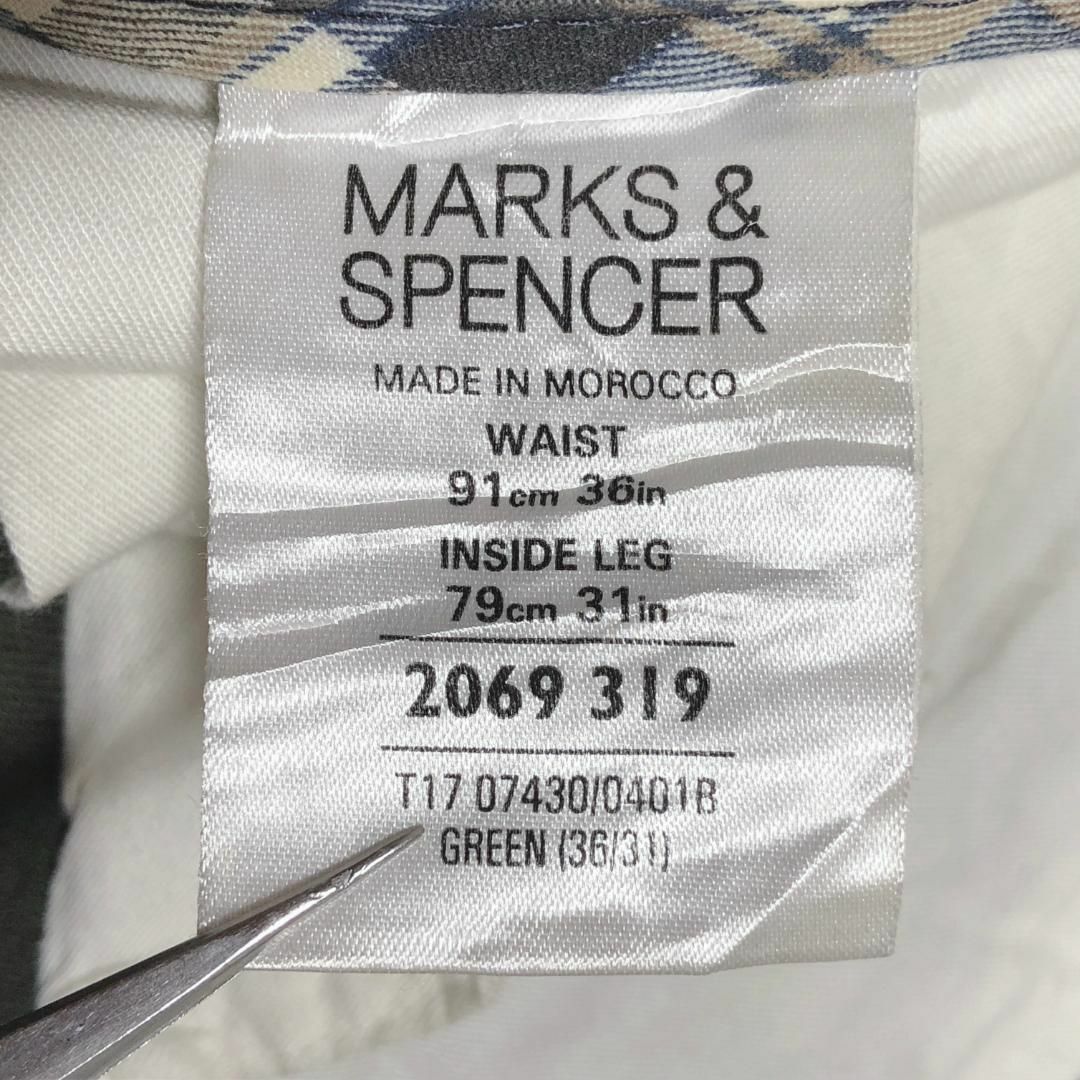 MARKS &
SPENCER
MADE IN MOROCCO
WAIST
91cm 36in
INSIDE LEG
79cm 31in
2069 319
T17 07430/0401B
GREEN (36/31)